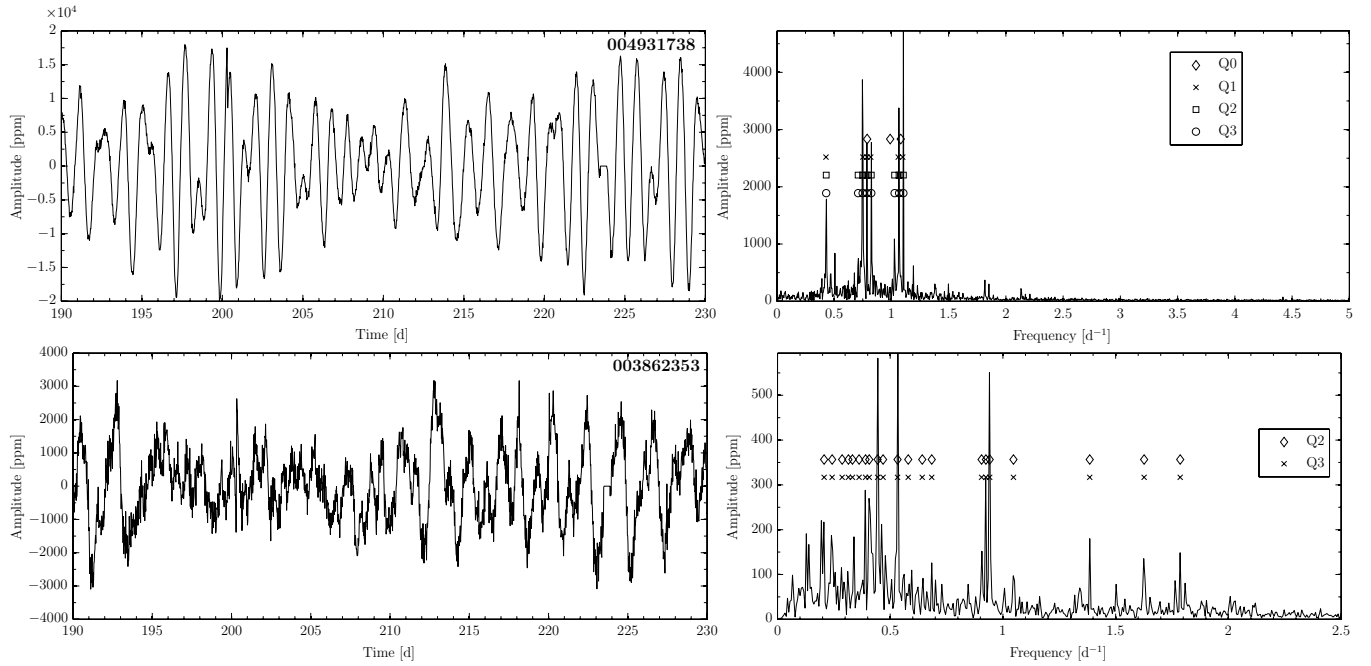 ×10⁴
2
1.5
1
0.5
0
−0.5
−1
−1.5
−2
Amplitude [ppm]
004931738
190 195 200 205 210 215 220 225 230
Time [d]
4000
3000
2000
1000
0
Amplitude [ppm]
Q0
Q1
Q2
Q3
0 0.5 1 1.5 2 2.5 3 3.5 4 4.5 5
Frequency [d⁻¹]
4000
3000
2000
1000
0
−1000
−2000
−3000
−4000
Amplitude [ppm]
003862353
190 195 200 205 210 215 220 225 230
Time [d]
500
400
300
200
100
0
Amplitude [ppm]
Q2
Q3
0 0.5 1 1.5 2 2.5
Frequency [d⁻¹]